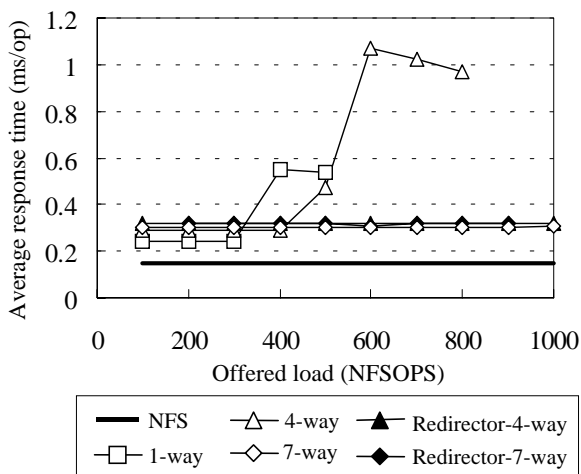 Average response time (ms/op)
1.2
1
0.8
0.6
0.4
0.2
0
0 200 400 600 800 1000
Offered load (NFSOPS)
NFS 4-way Redirector-4-way
1-way 7-way Redirector-7-way